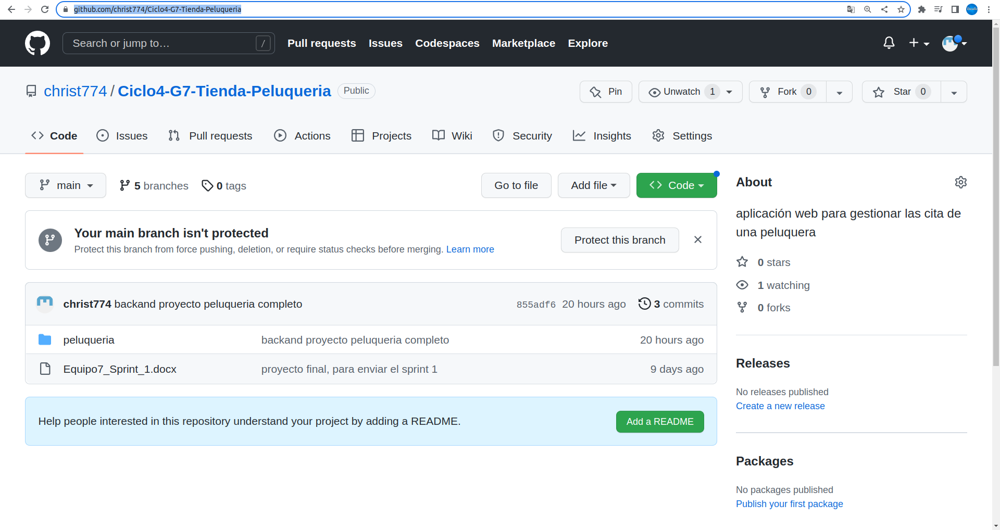 github.com/christ774/Ciclo4-G7-Tienda-Peluqueria
Search or jump to… /
Pull requests Issues Codespaces Marketplace Explore
christ774 / Ciclo4-G7-Tienda-Peluqueria Public
Pin Unwatch 1 Fork 0 Star 0
Code Issues Pull requests Actions Projects Wiki Security Insights Settings
main 5 branches 0 tags Go to file Add file Code
Your main branch isn't protected
Protect this branch from force pushing, deletion, or require status checks before merging. Learn more
Protect this branch
christ774 backand proyecto peluqueria completo 855adf6 20 hours ago 3 commits
peluqueria backand proyecto peluqueria completo 20 hours ago
Equipo7_Sprint_1.docx proyecto final, para enviar el sprint 1 9 days ago
Help people interested in this repository understand your project by adding a README. Add a README
About
aplicación web para gestionar las cita de
una peluquera
0 stars
1 watching
0 forks
Releases
No releases published
Create a new release
Packages
No packages published
Publish your first package